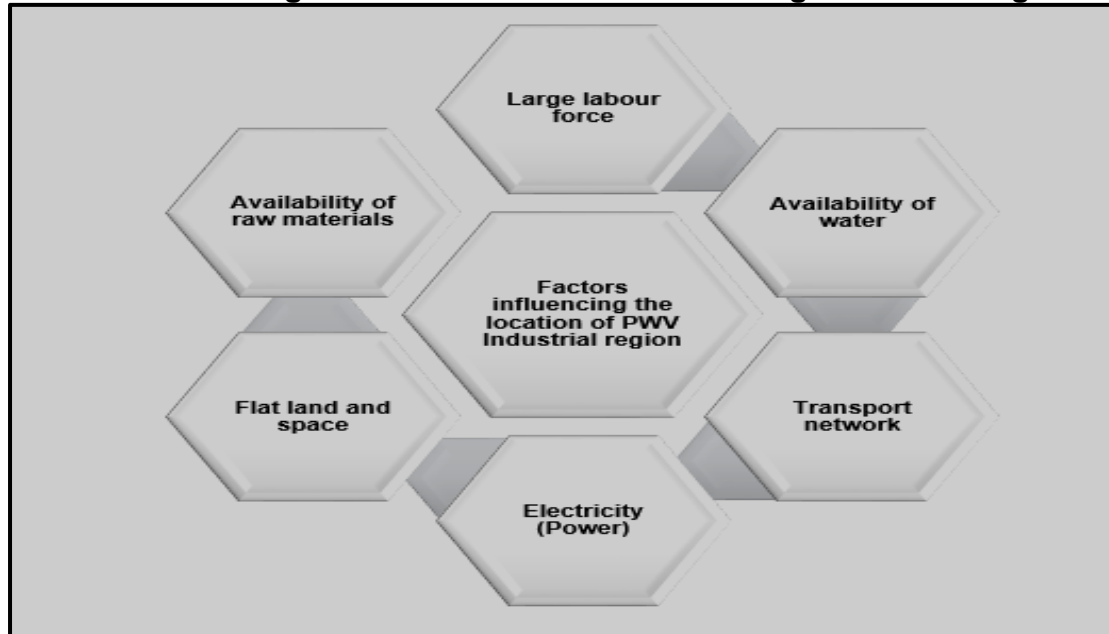 Large labour
force
Availability of
raw materials
Availability of
water
Factors
influencing the
location of PWV
Industrial region
Flat land and
space
Transport
network
Electricity
(Power)